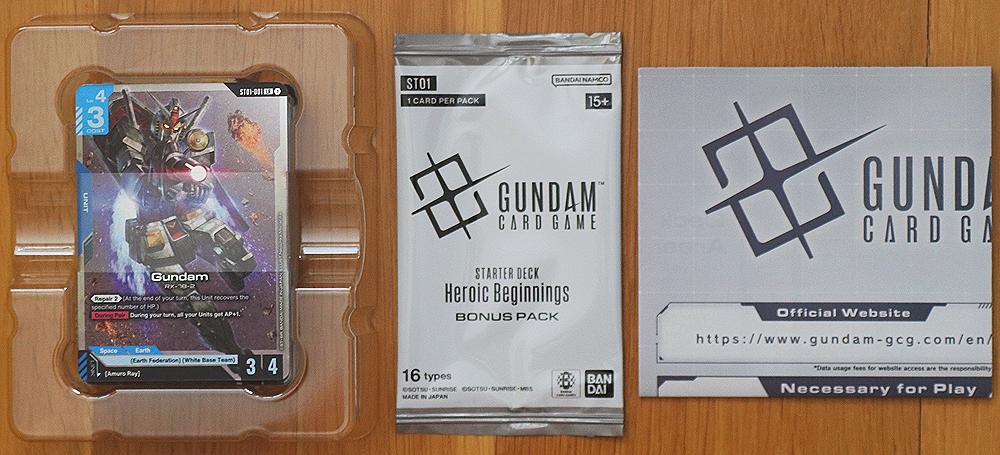 Lv.4
3
COST
ST01-001
UNIT
Gundam
RX-78-2
Repair 2 (At the end of your turn, this Unit recovers
the specified number of HP.)
During Pair During your turn, all your Units get AP+1.
Space Earth
(Earth Federation) (White Base Team)
LINK
[Amuro Ray]
3 4
ST01
BANDAI NAMCO
1 CARD PER PACK
15+
GUNDAM™
CARD GAME
STARTER DECK
Heroic Beginnings
BONUS PACK
16 types
©SOTSU・SUNRISE ©SOTSU・SUNRISE・MBS
MADE IN JAPAN
BANDAI
GUNDA
CARD GA
Official Website
https://www.gundam-gcg.com/en/
*Data usage fees for website access are the responsibility
Necessary for Play